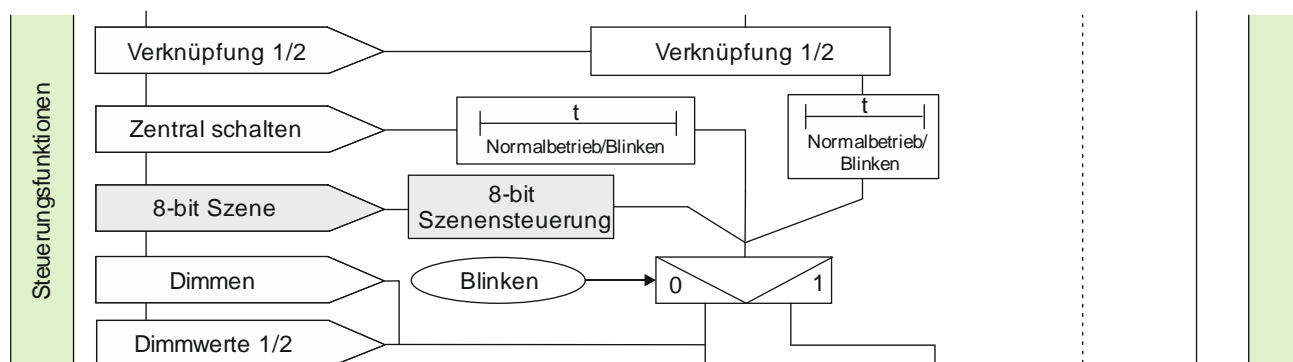 Steuerungsfunktionen
Verknüpfung 1/2
Verknüpfung 1/2
Zentral schalten
t
Normalbetrieb/Blinken
t
Normalbetrieb/
Blinken
8-bit Szene
8-bit
Szenensteuerung
Dimmen
Blinken
0
1
Dimmwerte 1/2